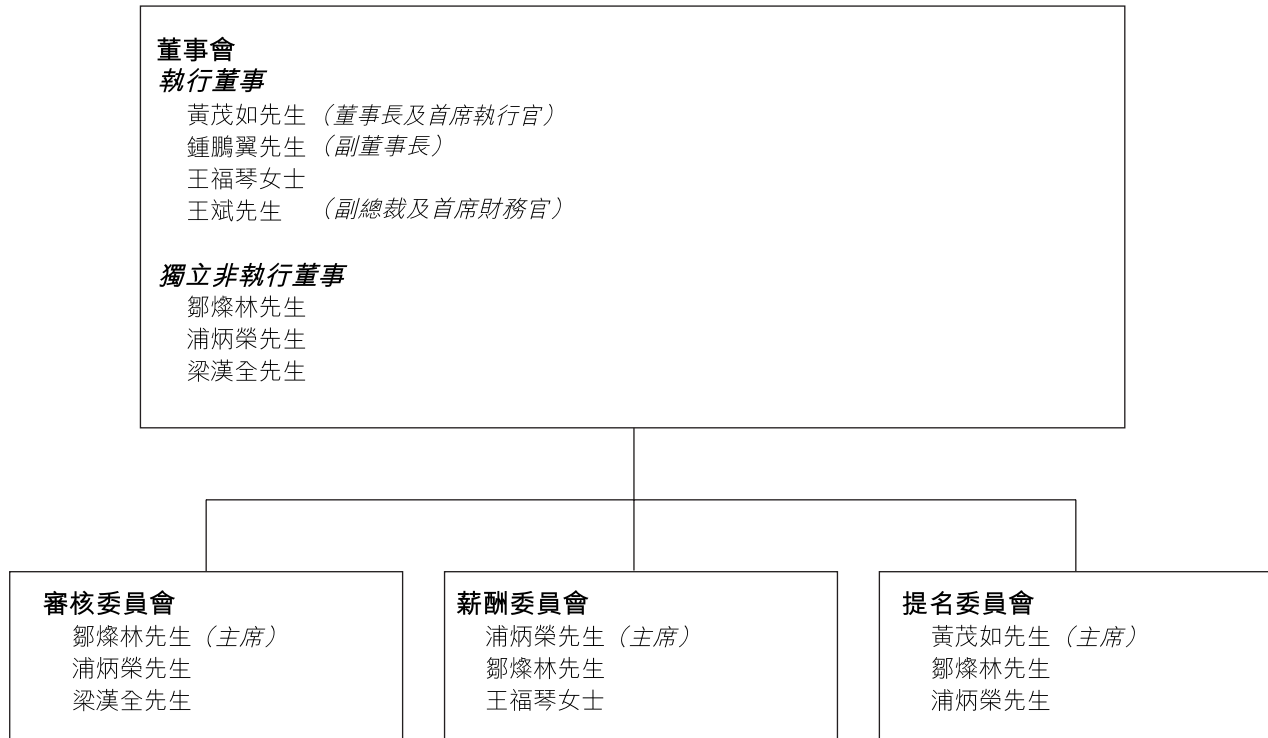 董事會
執行董事
黃茂如先生（董事長及首席執行官）
鍾鵬翼先生（副董事長）
王福琴女士
王斌先生 （副總裁及首席財務官）
獨立非執行董事
鄒燦林先生
浦炳榮先生
梁漢全先生
審核委員會
鄒燦林先生（主席）
浦炳榮先生
梁漢全先生
薪酬委員會
浦炳榮先生（主席）
鄒燦林先生
王福琴女士
提名委員會
黃茂如先生（主席）
鄒燦林先生
浦炳榮先生